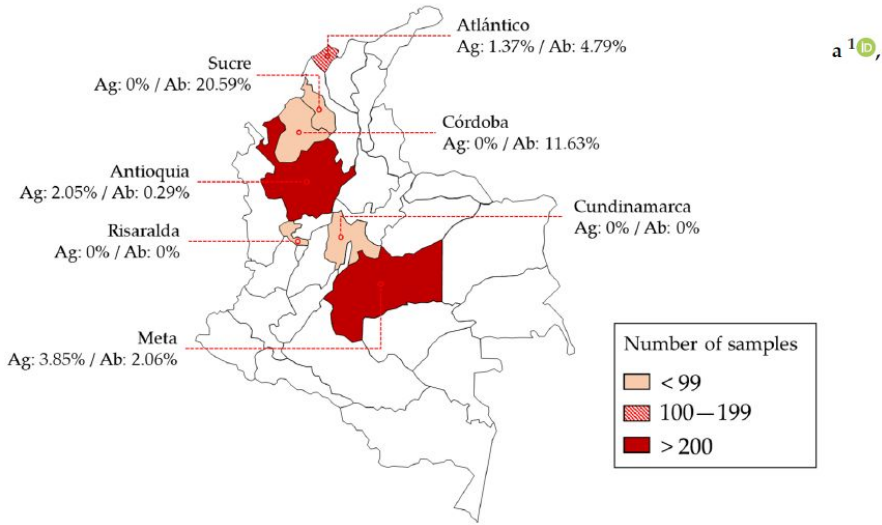 Atlántico
Ag: 1.37% / Ab: 4.79%
a 1 iD,
Sucre
Ag: 0% / Ab: 20.59%
Córdoba
Ag: 0% / Ab: 11.63%
Antioquia
Ag: 2.05% / Ab: 0.29%
Cundinamarca
Ag: 0% / Ab: 0%
Risaralda
Ag: 0% / Ab: 0%
Meta
Ag: 3.85% / Ab: 2.06%
Number of samples
< 99
100—199
> 200